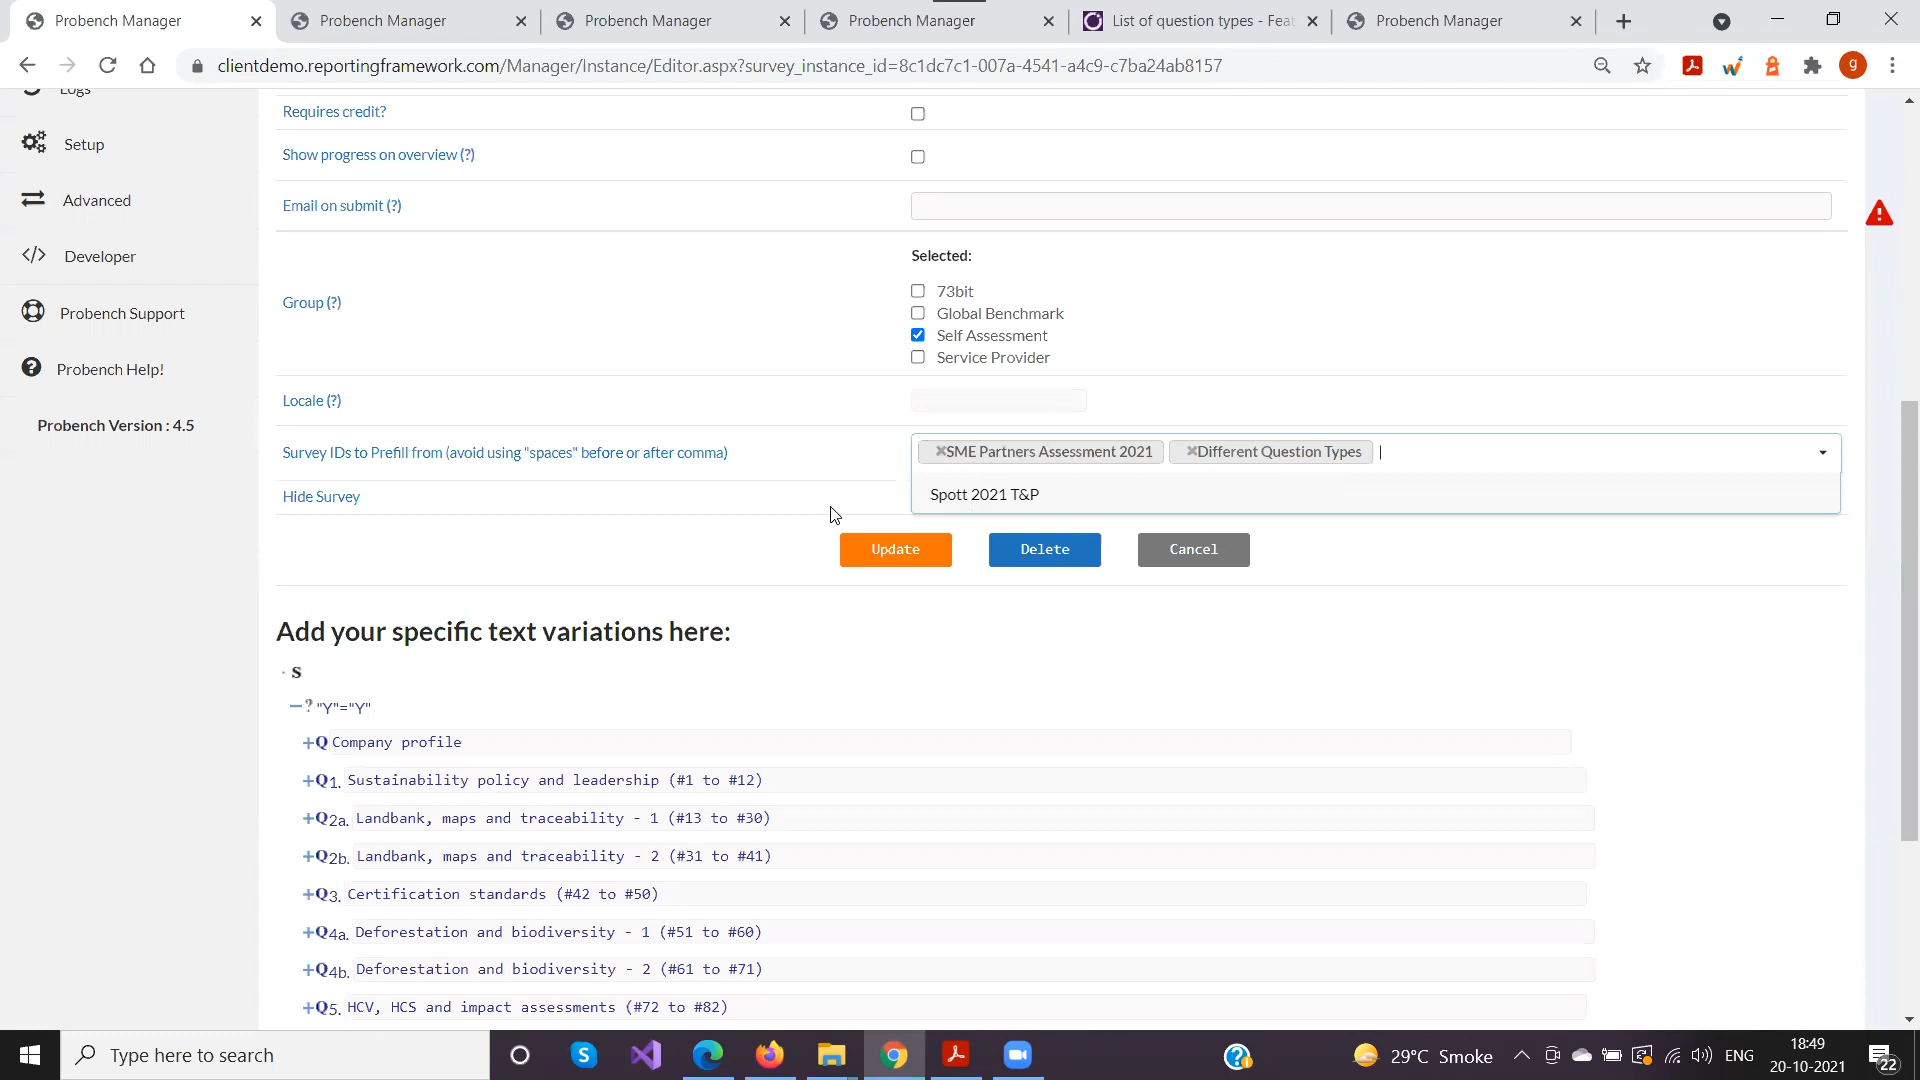 Probench Manager
Probench Manager
Probench Manager
Probench Manager
List of question types - Feat
Probench Manager
clientdemo.reportingframework.com/Manager/Instance/Editor.aspx?survey_instance_id=8c1dc7c1-007a-4541-a4c9-c7ba24ab8157
g
Logs
Setup
Advanced
Developer
Probench Support
Probench Help!
Probench Version : 4.5
Requires credit?
Show progress on overview (?)
Email on submit (?)
Selected:
Group (?)
73bit
Global Benchmark
Self Assessment
Service Provider
Locale (?)
Survey IDs to Prefill from (avoid using "spaces" before or after comma)
×SME Partners Assessment 2021 ×Different Question Types
Spott 2021 T&P
Hide Survey
Update Delete Cancel
Add your specific text variations here:
S
? "Y"="Y"
+Q Company profile
+Q1. Sustainability policy and leadership (#1 to #12)
+Q2a. Landbank, maps and traceability - 1 (#13 to #30)
+Q2b. Landbank, maps and traceability - 2 (#31 to #41)
+Q3. Certification standards (#42 to #50)
+Q4a. Deforestation and biodiversity - 1 (#51 to #60)
+Q4b. Deforestation and biodiversity - 2 (#61 to #71)
+Q5. HCV, HCS and impact assessments (#72 to #82)
Type here to search
29°C Smoke
ENG
18:49
20-10-2021
22